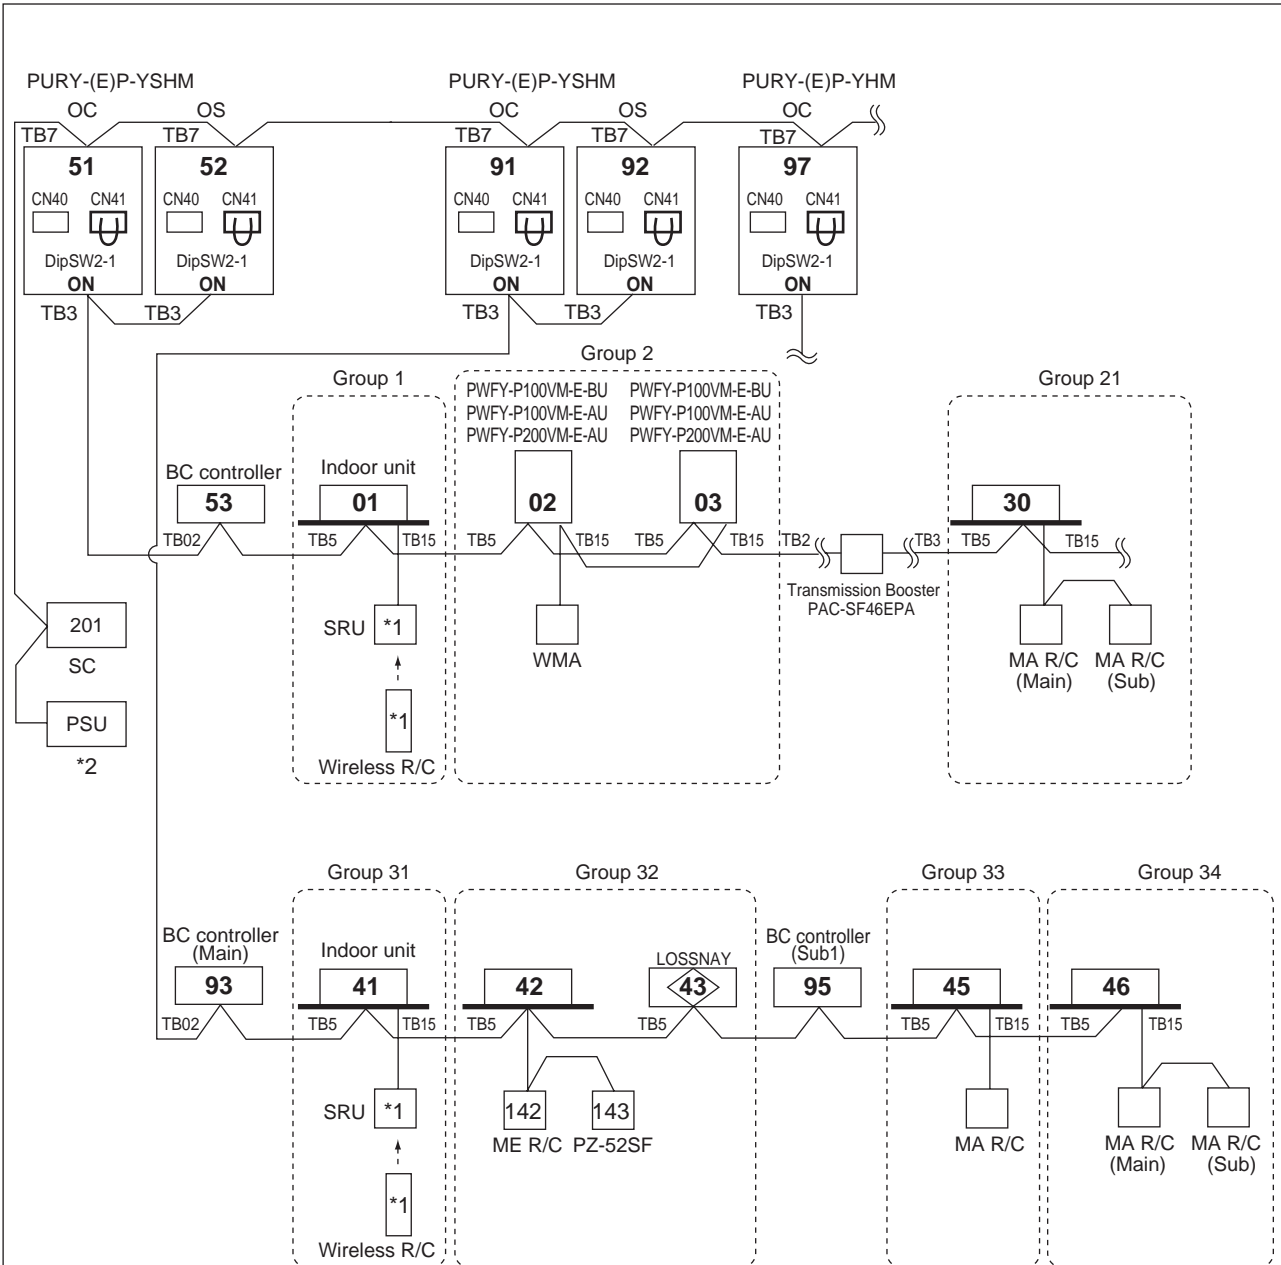 PURY-(E)P-YSHM PURY-(E)P-YSHM PURY-(E)P-YHM
OC OS OC OS OC
TB7 TB7 TB7 TB7 TB7
51 52 91 92 97
CN40 CN41 CN40 CN41 CN40 CN41 CN40 CN41 CN40 CN41
DipSW2-1 DipSW2-1 DipSW2-1 DipSW2-1 DipSW2-1
ON ON ON ON ON
TB3 TB3 TB3 TB3 TB3
Group 1 Group 2 Group 21
PWFY-P100VM-E-BU PWFY-P100VM-E-BU
PWFY-P100VM-E-AU PWFY-P100VM-E-AU
PWFY-P200VM-E-AU PWFY-P200VM-E-AU
BC controller Indoor unit
53 01 02 03 30
TB02 TB5 TB15 TB5 TB15 TB5 TB15 TB2 TB3 TB5 TB15
Transmission Booster
PAC-SF46EPA
201
SC
SRU *1
WMA
MA R/C
(Main)
MA R/C
(Sub)
PSU
*2
*1
Wireless R/C
Group 31 Group 32 Group 33 Group 34
BC controller
(Main)
Indoor unit
LOSSNAY
BC controller
(Sub1)
93 41 42 43 95 45 46
TB02 TB5 TB15 TB5 TB5 TB5 TB15 TB5 TB15
SRU *1
142 143
ME R/C PZ-52SF
MA R/C
MA R/C
(Main)
MA R/C
(Sub)
*1
Wireless R/C